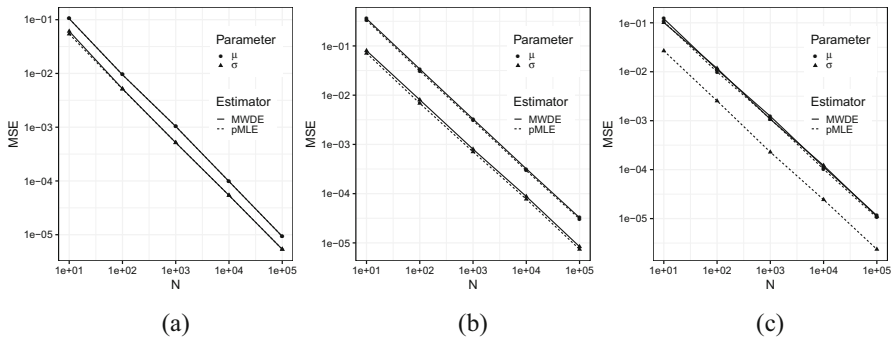 1e−01
1e−02
1e−03
1e−04
1e−05
MSE
Parameter
μ
σ
Estimator
MWDE
pMLE
1e+01 1e+02 1e+03 1e+04 1e+05
N
(a)
1e−01
1e−02
1e−03
1e−04
1e−05
MSE
Parameter
μ
σ
Estimator
MWDE
pMLE
1e+01 1e+02 1e+03 1e+04 1e+05
N
(b)
1e−01
1e−02
1e−03
1e−04
1e−05
MSE
Parameter
μ
σ
Estimator
MWDE
pMLE
1e+01 1e+02 1e+03 1e+04 1e+05
N
(c)